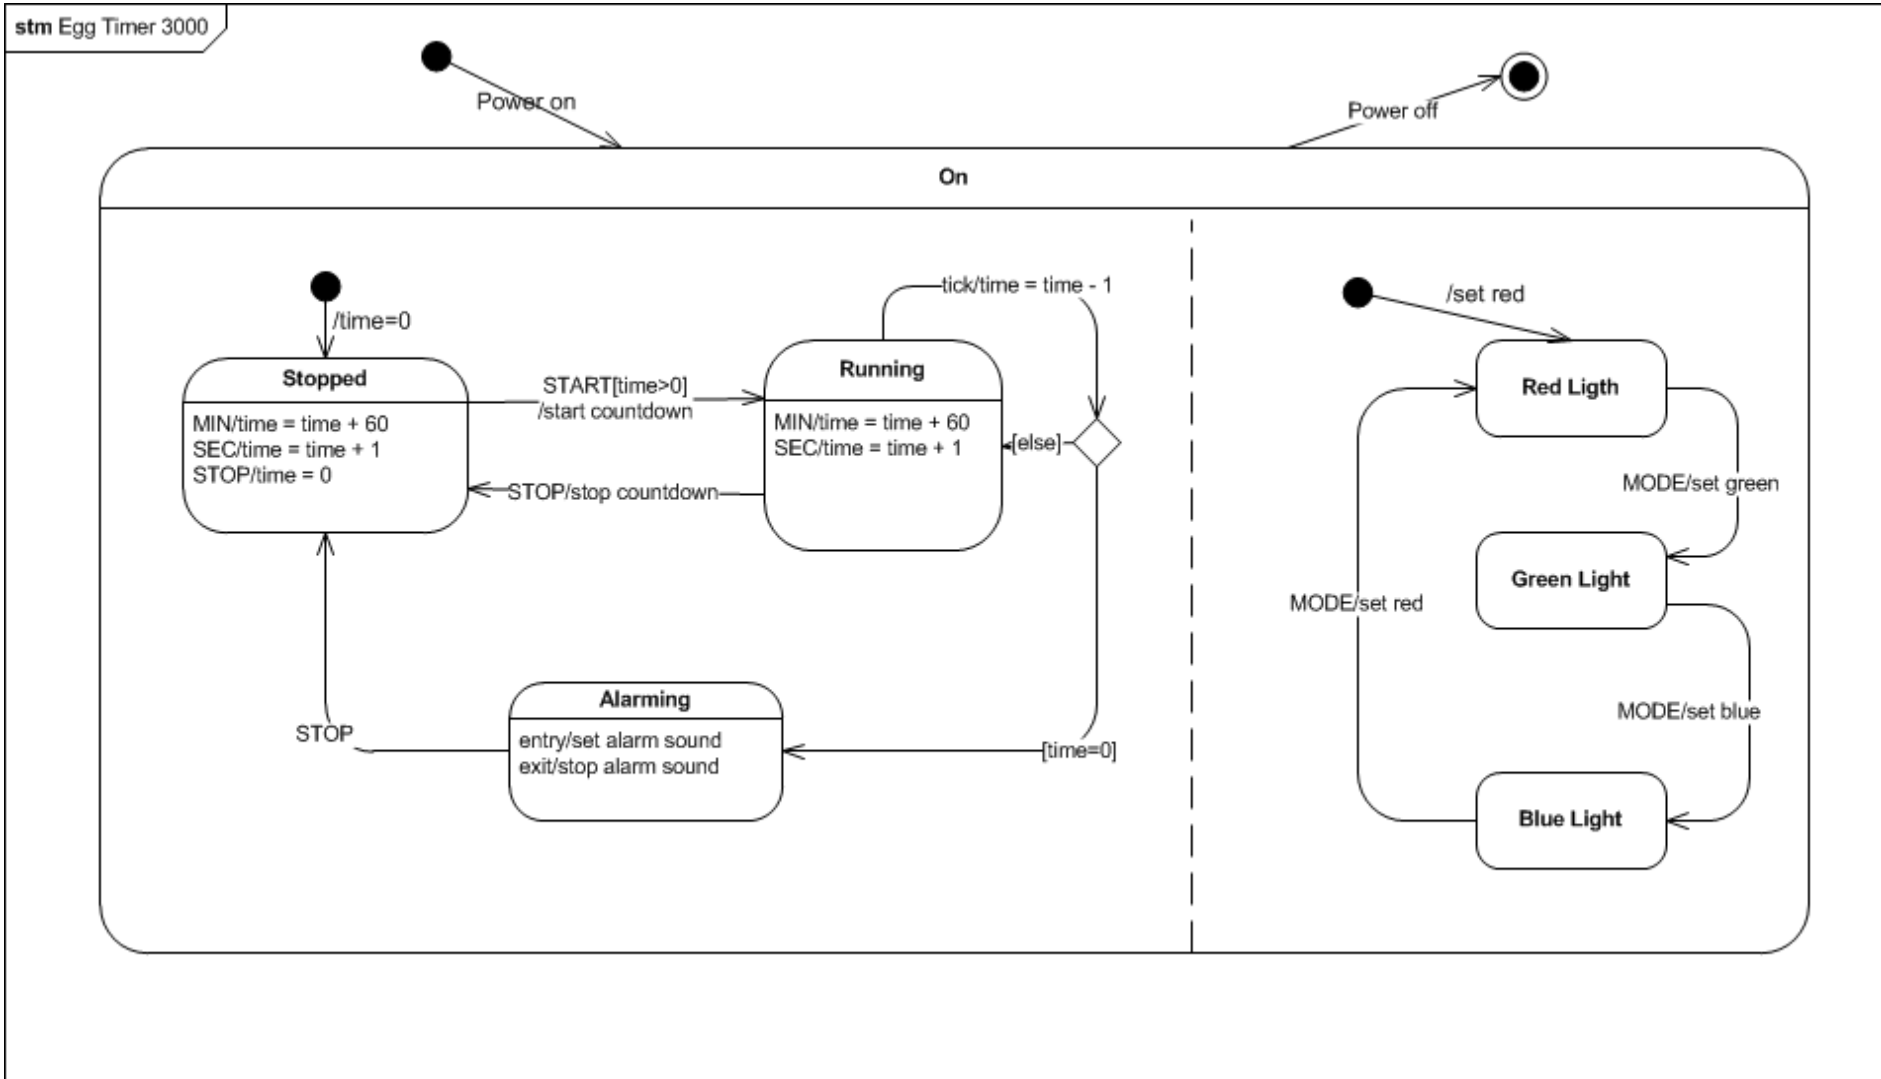 stm Egg Timer 3000
Power on
Power off
On
/time=0
Stopped
MIN/time = time + 60
SEC/time = time + 1
STOP/time = 0
START[time>0]
/start countdown
STOP/stop countdown
tick/time = time - 1
Running
MIN/time = time + 60
SEC/time = time + 1
[else]
[time=0]
Alarming
entry/set alarm sound
exit/stop alarm sound
STOP
/set red
Red Ligth
MODE/set green
Green Light
MODE/set red
MODE/set blue
Blue Light